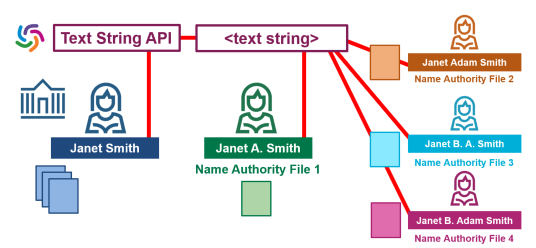 Text String API
<text string>
Janet Smith
Janet A. Smith
Name Authority File 1
Janet Adam Smith
Name Authority File 2
Janet B. A. Smith
Name Authority File 3
Janet B. Adam Smith
Name Authority File 4